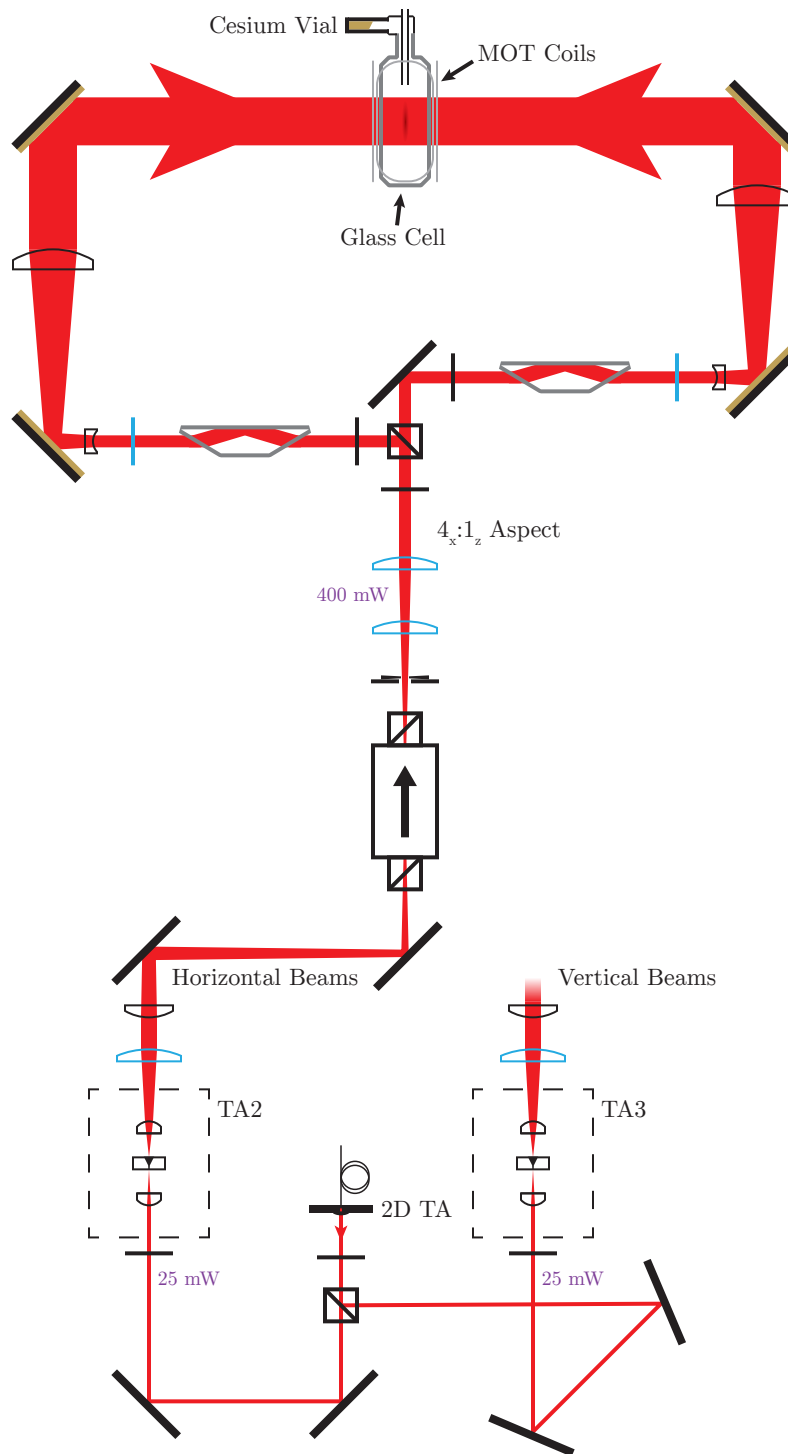 Cesium Vial
MOT Coils
Glass Cell
4x:1z Aspect
400 mW
Horizontal Beams
Vertical Beams
TA2
TA3
2D TA
25 mW
25 mW